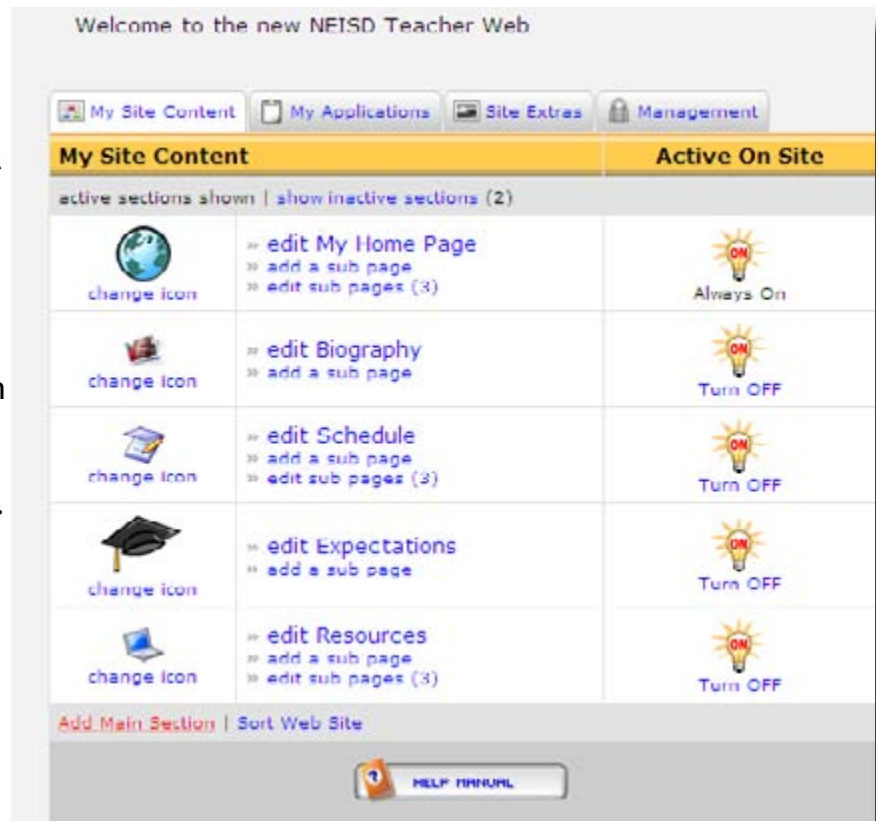 Welcome to the new NEISD Teacher Web
My Site Content My Applications Site Extras Management
My Site Content Active On Site
active sections shown | show inactive sections (2)
change icon
» edit My Home Page
» add a sub page
» edit sub pages (3)
ON
Always On
change icon
» edit Biography
» add a sub page
ON
Turn OFF
change icon
» edit Schedule
» add a sub page
» edit sub pages (3)
ON
Turn OFF
change icon
» edit Expectations
» add a sub page
ON
Turn OFF
change icon
» edit Resources
» add a sub page
» edit sub pages (3)
ON
Turn OFF
Add Main Section | Sort Web Site
? HELP MANUAL